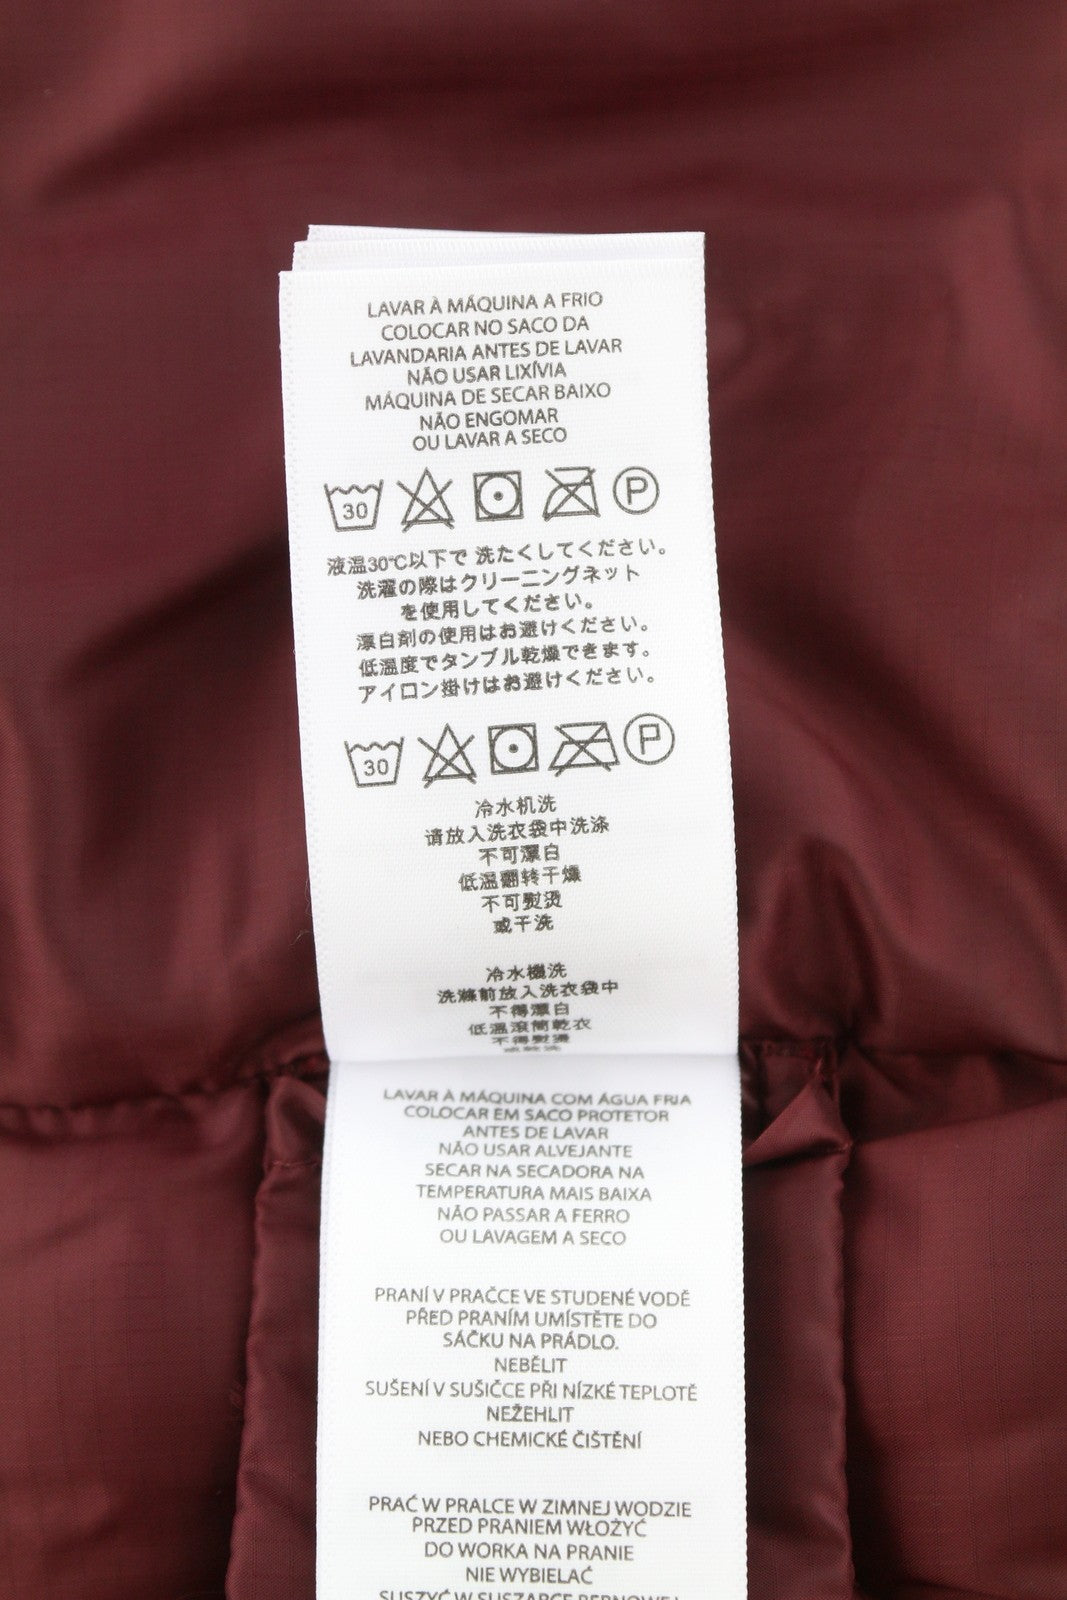 LAVAR À MÁQUINA A FRIO
COLOCAR NO SACO DA
LAVANDARIA ANTES DE LAVAR
NÃO USAR LIXÍVIA
MÁQUINA DE SECAR BAIXO
NÃO ENGOMAR
OU LAVAR A SECO
30 P
液温30℃以下で 洗たくしてください。
洗濯の際はクリーニングネット
を使用してください。
漂白剤の使用はお避けください。
低温度でタンブル乾燥できます。
アイロン掛けはお避けください。
30 P
冷水机洗
请放入洗衣袋中洗涤
不可漂白
低温翻转干燥
不可熨烫
或干洗
冷水機洗
洗滌前放入洗衣袋中
不得漂白
低温滾筒乾衣
不得熨燙
或乾洗
LAVAR À MÁQUINA COM ÁGUA FRIA
COLOCAR EM SACO PROTETOR
ANTES DE LAVAR
NÃO USAR ALVEJANTE
SECAR NA SECADORA NA
TEMPERATURA MAIS BAIXA
NÃO PASSAR A FERRO
OU LAVAGEM A SECO
PRANÍ V PRAČCE VE STUDENÉ VODĚ
PŘED PRANÍM UMÍSTĚTE DO
SÁČKU NA PRÁDLO.
NEBĚLIT
SUŠENÍ V SUŠIČCE PŘI NÍZKÉ TEPLOTĚ
NEŽEHLIT
NEBO CHEMICKÉ ČIŠTĚNÍ
PRAĆ W PRALCE W ZIMNEJ WODZIE
PRZED PRANIEM WŁOŻYĆ
DO WORKA NA PRANIE
NIE WYBIELAĆ
SUSZYĆ W SUSZARCE BĘBNOWEJ